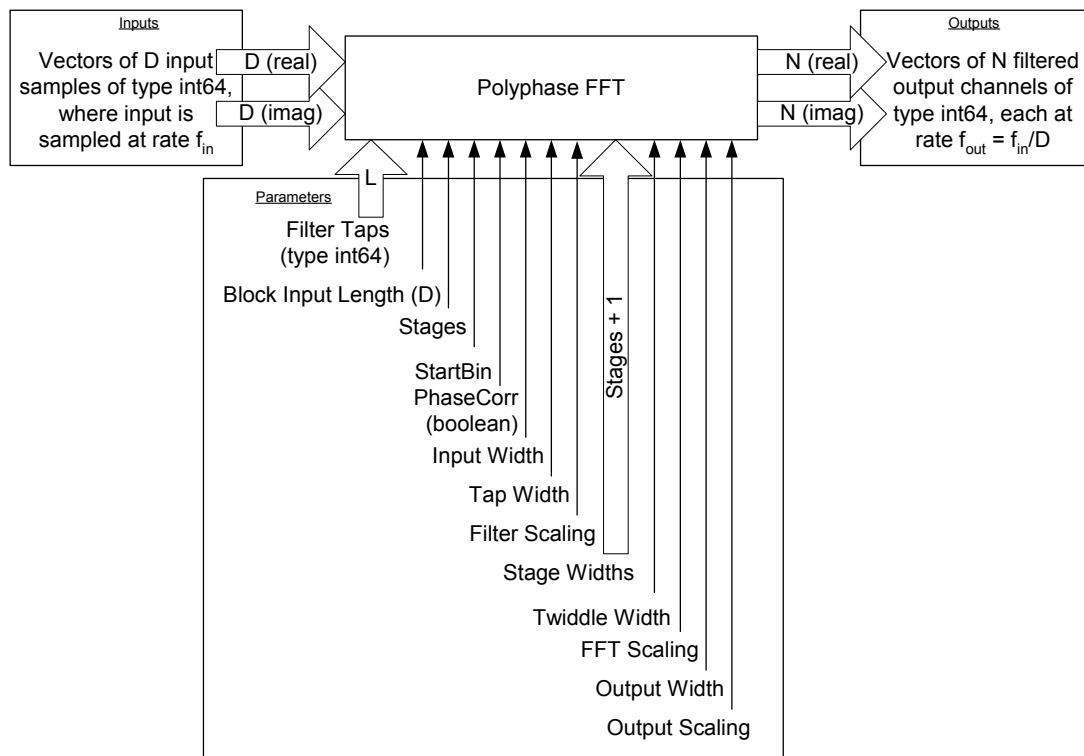 Inputs
Vectors of D input
samples of type int64,
where input is
sampled at rate f_in
D (real)
D (imag)
Polyphase FFT
N (real)
N (imag)
Outputs
Vectors of N filtered
output channels of
type int64, each at
rate f_out = f_in/D
Parameters
L
Filter Taps
(type int64)
Block Input Length (D)
Stages
StartBin
PhaseCorr
(boolean)
Input Width
Tap Width
Filter Scaling
Stages + 1
Stage Widths
Twiddle Width
FFT Scaling
Output Width
Output Scaling